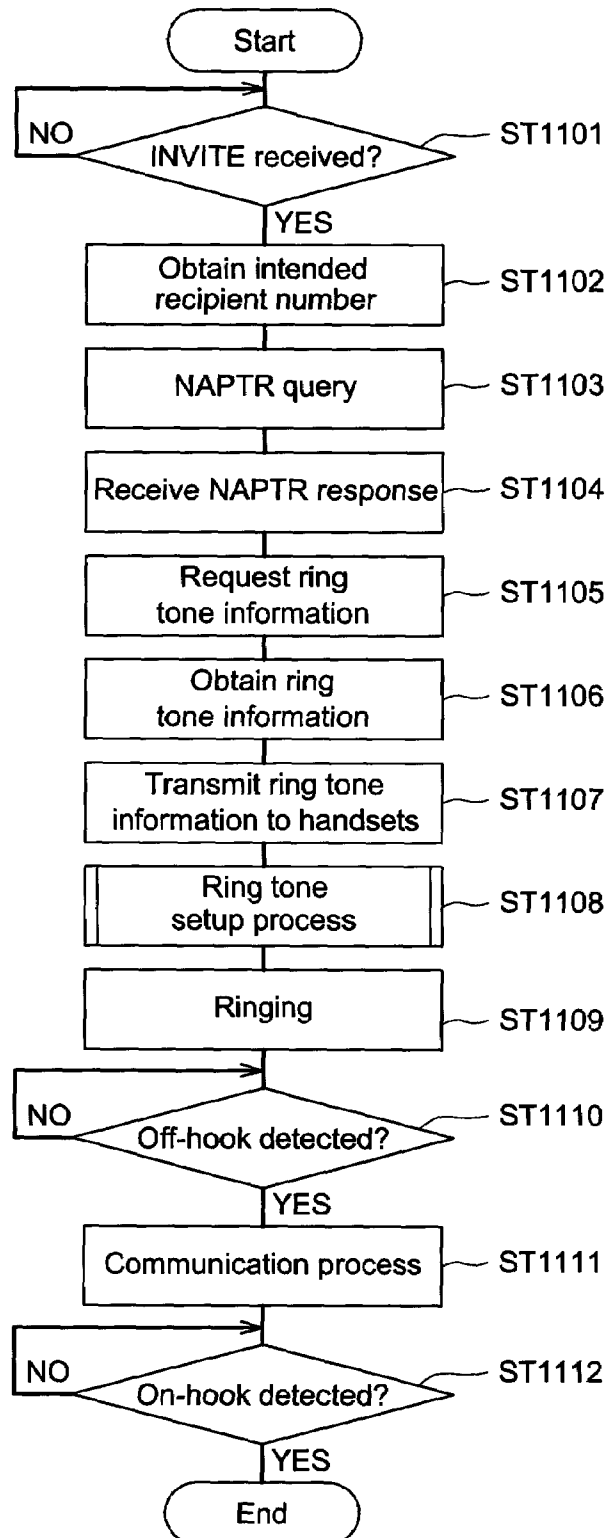 Start
NO
INVITE received?
ST1101
YES
Obtain intended
recipient number
ST1102
NAPTR query
ST1103
Receive NAPTR response
ST1104
Request ring
tone information
ST1105
Obtain ring
tone information
ST1106
Transmit ring tone
information to handsets
ST1107
Ring tone
setup process
ST1108
Ringing
ST1109
NO
Off-hook detected?
ST1110
YES
Communication process
ST1111
NO
On-hook detected?
ST1112
YES
End